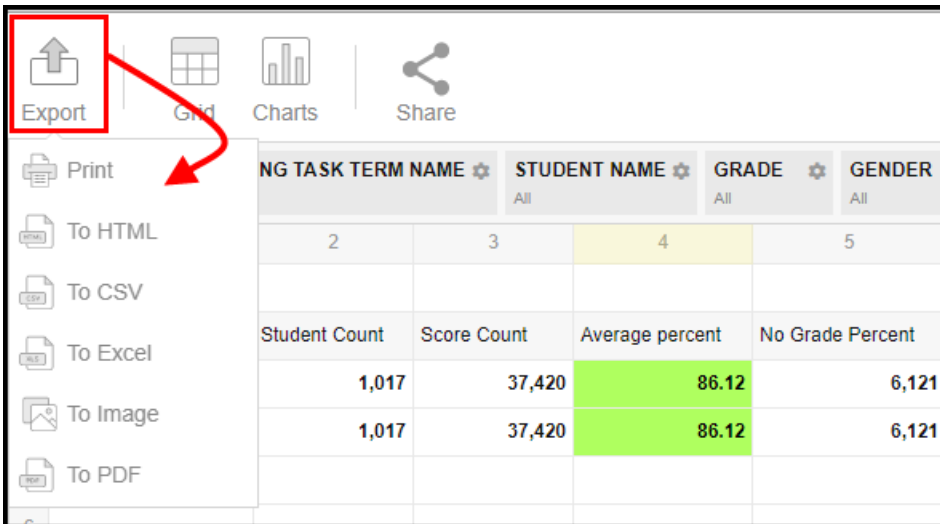 Export Grid Charts Share
Print
To HTML
To CSV
To Excel
To Image
To PDF
NG TASK TERM NAME STUDENT NAME GRADE GENDER
All All All
2 3 4 5
Student Count Score Count Average percent No Grade Percent
1,017 37,420 86.12 6,121
1,017 37,420 86.12 6,121